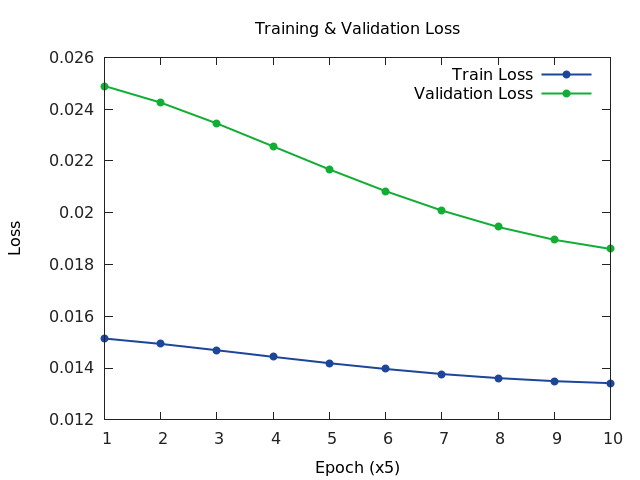 Training & Validation Loss
Train Loss
Validation Loss
0.026
0.024
0.022
0.02
0.018
0.016
0.014
0.012
Loss
1 2 3 4 5 6 7 8 9 10
Epoch (x5)